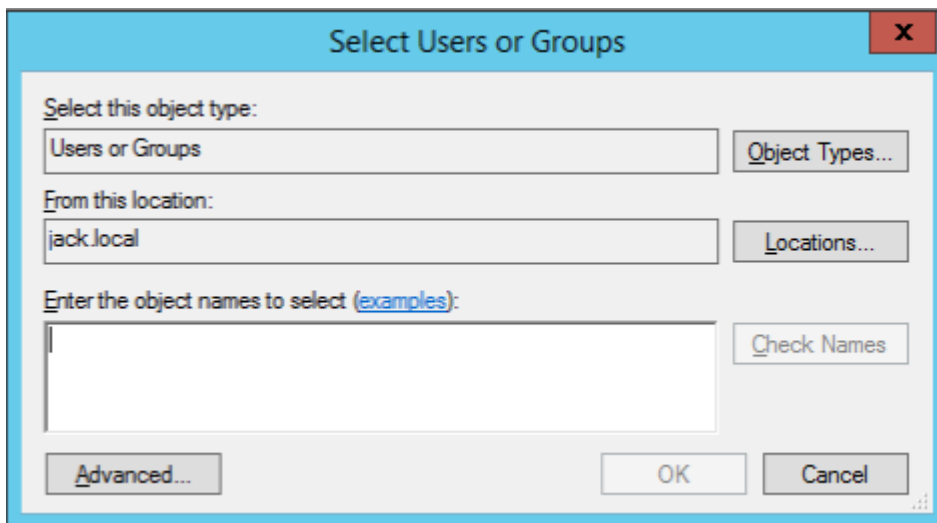 Select Users or Groups
x
Select this object type:
Users or Groups
Object Types...
From this location:
jack.local
Locations...
Enter the object names to select (examples):
Check Names
Advanced...
OK
Cancel